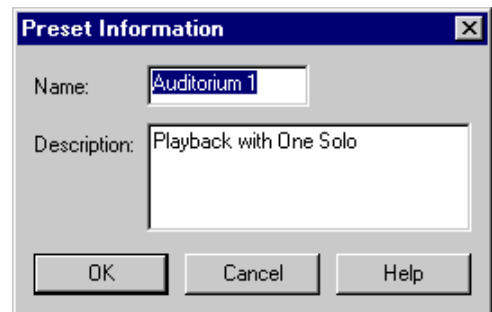 Preset Information
Name: Auditorium 1
Description: Playback with One Solo
OK Cancel Help